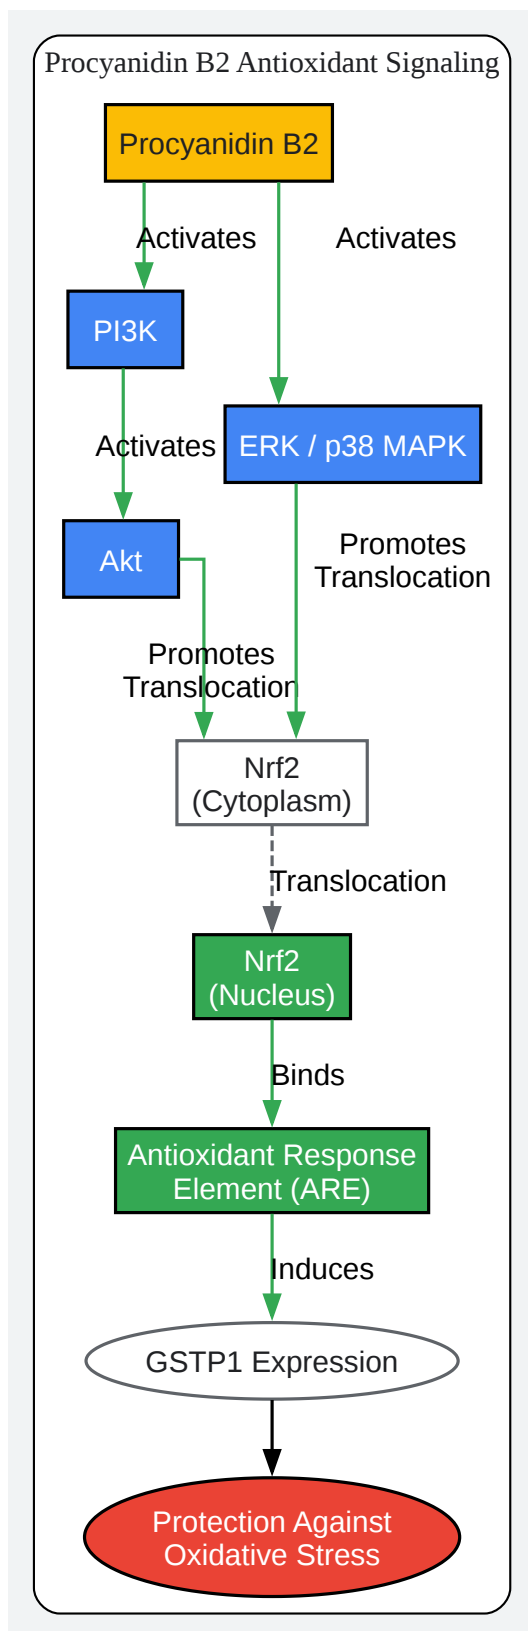 Procyanidin B2 Antioxidant Signaling
Procyanidin B2
Activates
Activates
PI3K
Activates
ERK / p38 MAPK
Akt
Promotes
Translocation
Promotes
Translocation
Nrf2
(Cytoplasm)
Translocation
Nrf2
(Nucleus)
Binds
Antioxidant Response
Element (ARE)
Induces
GSTP1 Expression
Protection Against
Oxidative Stress